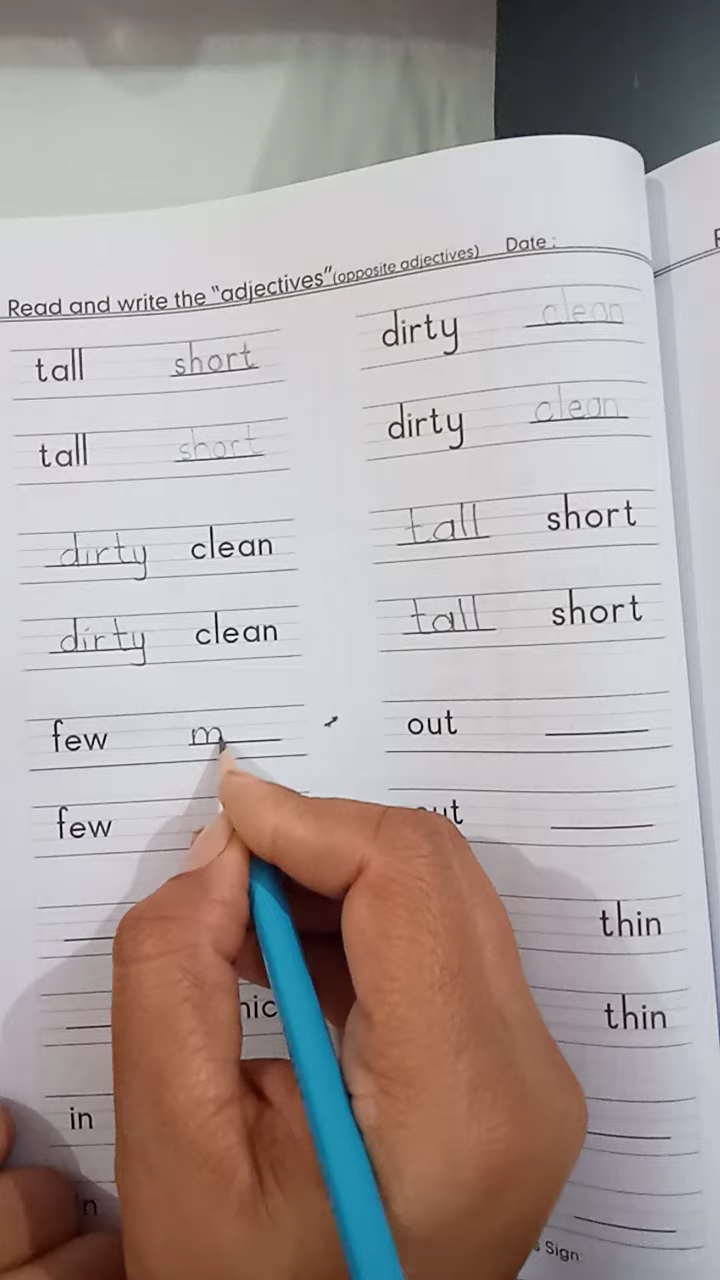 Read and write the "adjectives"(opposite adjectives) Date :
tall short
tall short
dirty clean
dirty clean
few m
few
in
dirty clean
dirty clean
tall short
tall short
out
thin
thin
Sign: